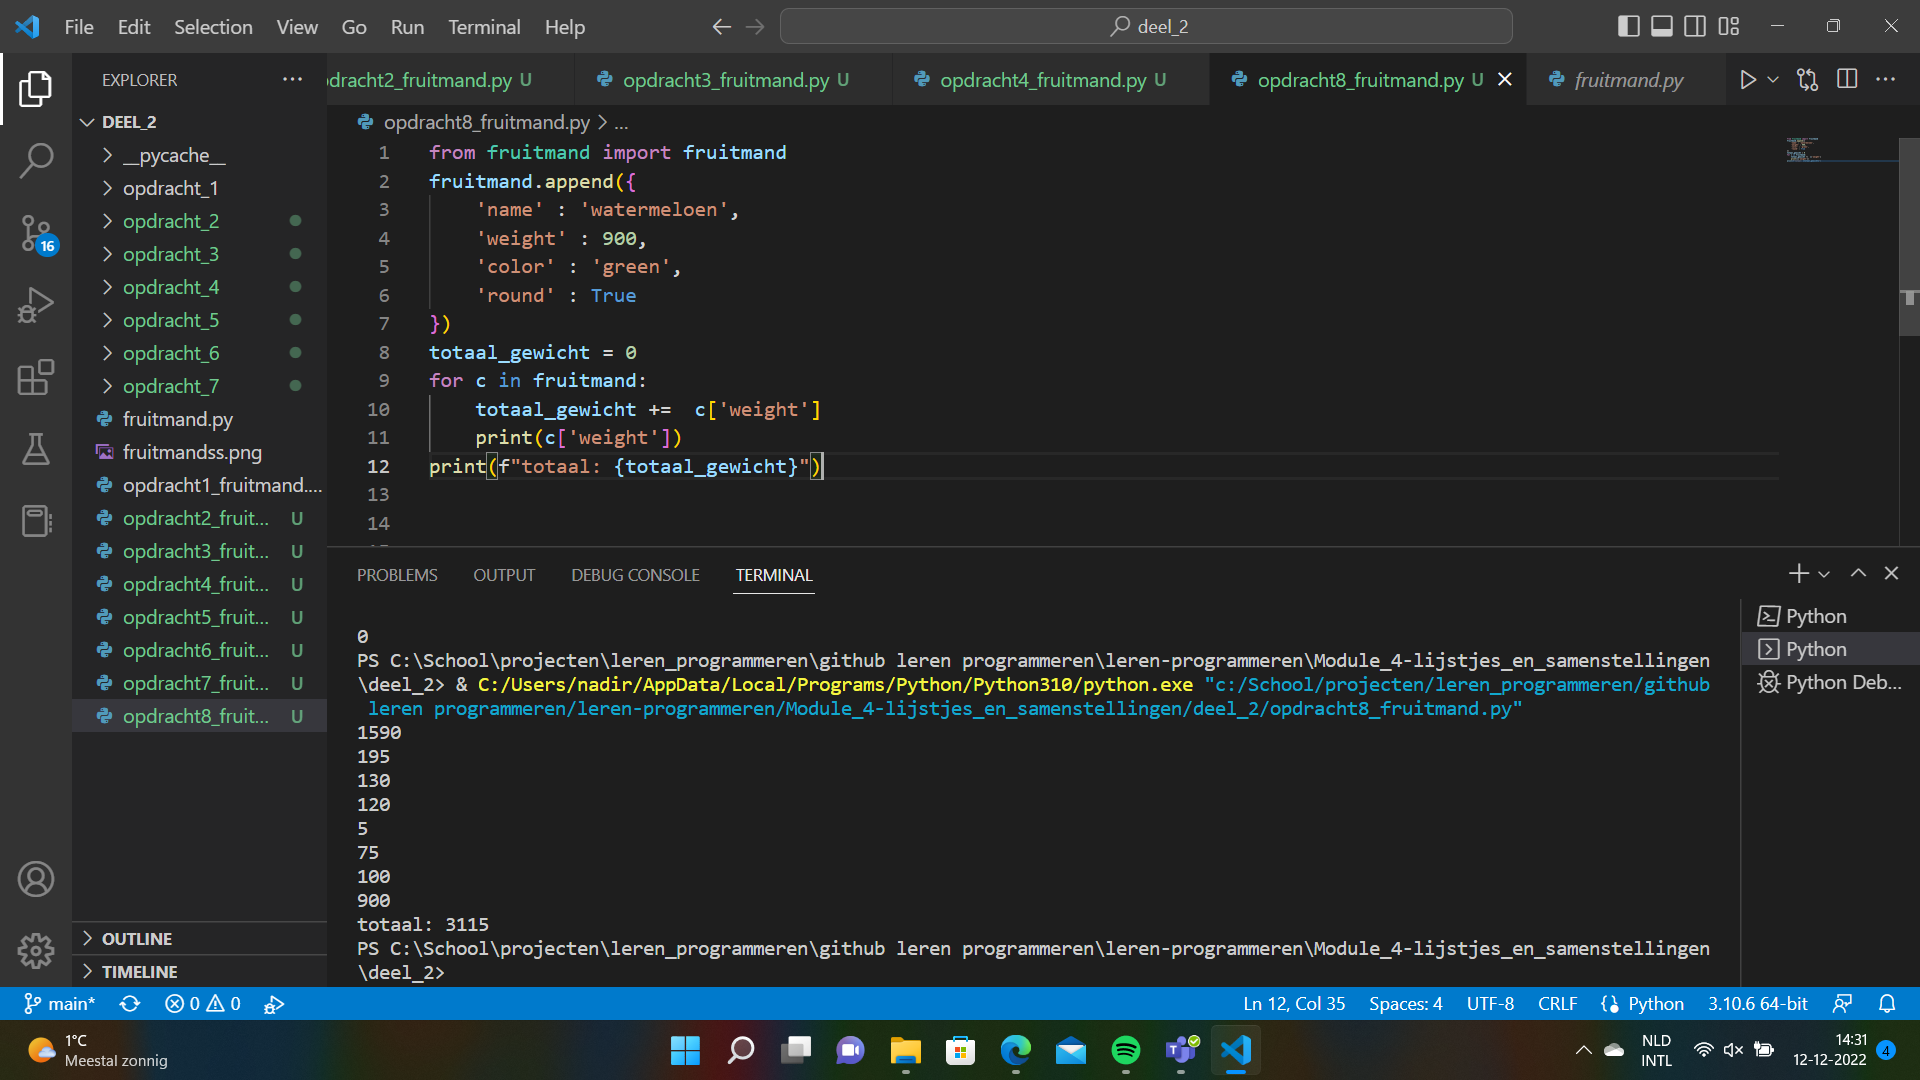 File Edit Selection View Go Run Terminal Help
deel_2
EXPLORER
DEEL_2
__pycache__
opdracht_1
opdracht_2
opdracht_3
opdracht_4
opdracht_5
opdracht_6
opdracht_7
fruitmand.py
fruitmandss.png
opdracht1_fruitmand....
opdracht2_fruit... U
opdracht3_fruit... U
opdracht4_fruit... U
opdracht5_fruit... U
opdracht6_fruit... U
opdracht7_fruit... U
opdracht8_fruit... U
OUTLINE
TIMELINE
16
dracht2_fruitmand.py U opdracht3_fruitmand.py U opdracht4_fruitmand.py U opdracht8_fruitmand.py U fruitmand.py
opdracht8_fruitmand.py > ...
1 from fruitmand import fruitmand
2 fruitmand.append({
3 'name' : 'watermeloen',
4 'weight' : 900,
5 'color' : 'green',
6 'round' : True
7 })
8 totaal_gewicht = 0
9 for c in fruitmand:
10 totaal_gewicht += c['weight']
11 print(c['weight'])
12 print(f"totaal: {totaal_gewicht}")
13
14
PROBLEMS OUTPUT DEBUG CONSOLE TERMINAL
0
PS C:\School\projecten\leren_programmeren\github leren programmeren\leren-programmeren\Module_4-lijstjes_en_samenstellingen
\deel_2> & C:/Users/nadir/AppData/Local/Programs/Python/Python310/python.exe "c:/School/projecten/leren_programmeren/github
leren programmeren/leren-programmeren/Module_4-lijstjes_en_samenstellingen/deel_2/opdracht8_fruitmand.py"
1590
195
130
120
5
75
100
900
totaal: 3115
PS C:\School\projecten\leren_programmeren\github leren programmeren\leren-programmeren\Module_4-lijstjes_en_samenstellingen
\deel_2>
Python
Python
Python Deb...
main* 0 0 Ln 12, Col 35 Spaces: 4 UTF-8 CRLF Python 3.10.6 64-bit
1°C
Meestal zonnig
NLD
INTL
14:31
12-12-2022
4